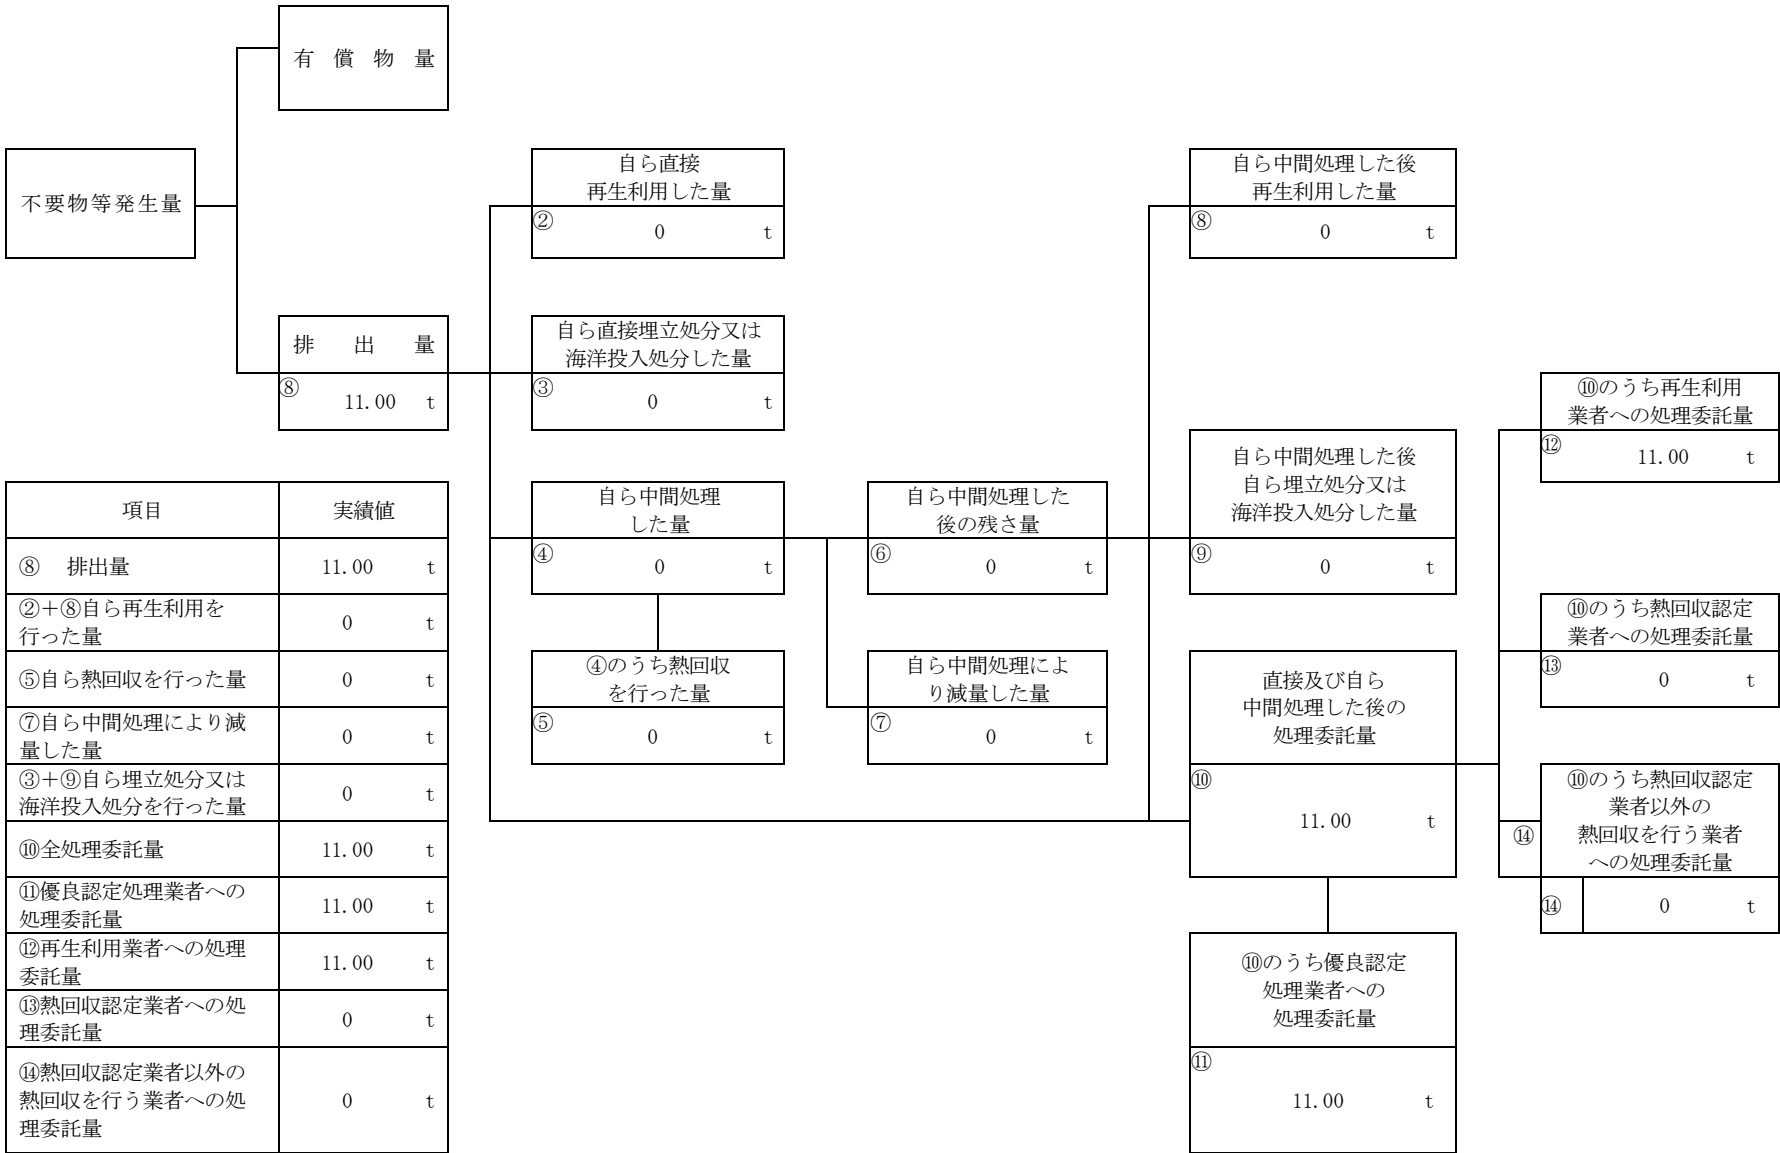 有償物量
不要物等発生量
排出量
⑧ 11.00 t
自ら直接
再生利用した量
② 0 t
自ら直接埋立処分又は
海洋投入処分した量
③ 0 t
自ら中間処理
した量
④ 0 t
④のうち熱回収
を行った量
⑤ 0 t
自ら中間処理した
後の残さ量
⑥ 0 t
自ら中間処理によ
り減量した量
⑦ 0 t
自ら中間処理した後
再生利用した量
⑧ 0 t
自ら中間処理した後
自ら埋立処分又は
海洋投入処分した量
⑨ 0 t
直接及び自ら
中間処理した後の
処理委託量
⑩
11.00 t
⑩のうち優良認定
処理業者への
処理委託量
⑪
11.00 t
⑩のうち再生利用
業者への処理委託量
⑫ 11.00 t
⑩のうち熱回収認定
業者への処理委託量
⑬ 0 t
⑩のうち熱回収認定
業者以外の
熱回収を行う業者
への処理委託量
⑭
⑭ 0 t
項目 実績値
⑧ 排出量 11.00 t
②+⑧自ら再生利用を
行った量 0 t
⑤自ら熱回収を行った量 0 t
⑦自ら中間処理により減
量した量 0 t
③+⑨自ら埋立処分又は
海洋投入処分を行った量 0 t
⑩全処理委託量 11.00 t
⑪優良認定処理業者への
処理委託量 11.00 t
⑫再生利用業者への処理
委託量 11.00 t
⑬熱回収認定業者への処
理委託量 0 t
⑭熱回収認定業者以外の
熱回収を行う業者への処
理委託量 0 t